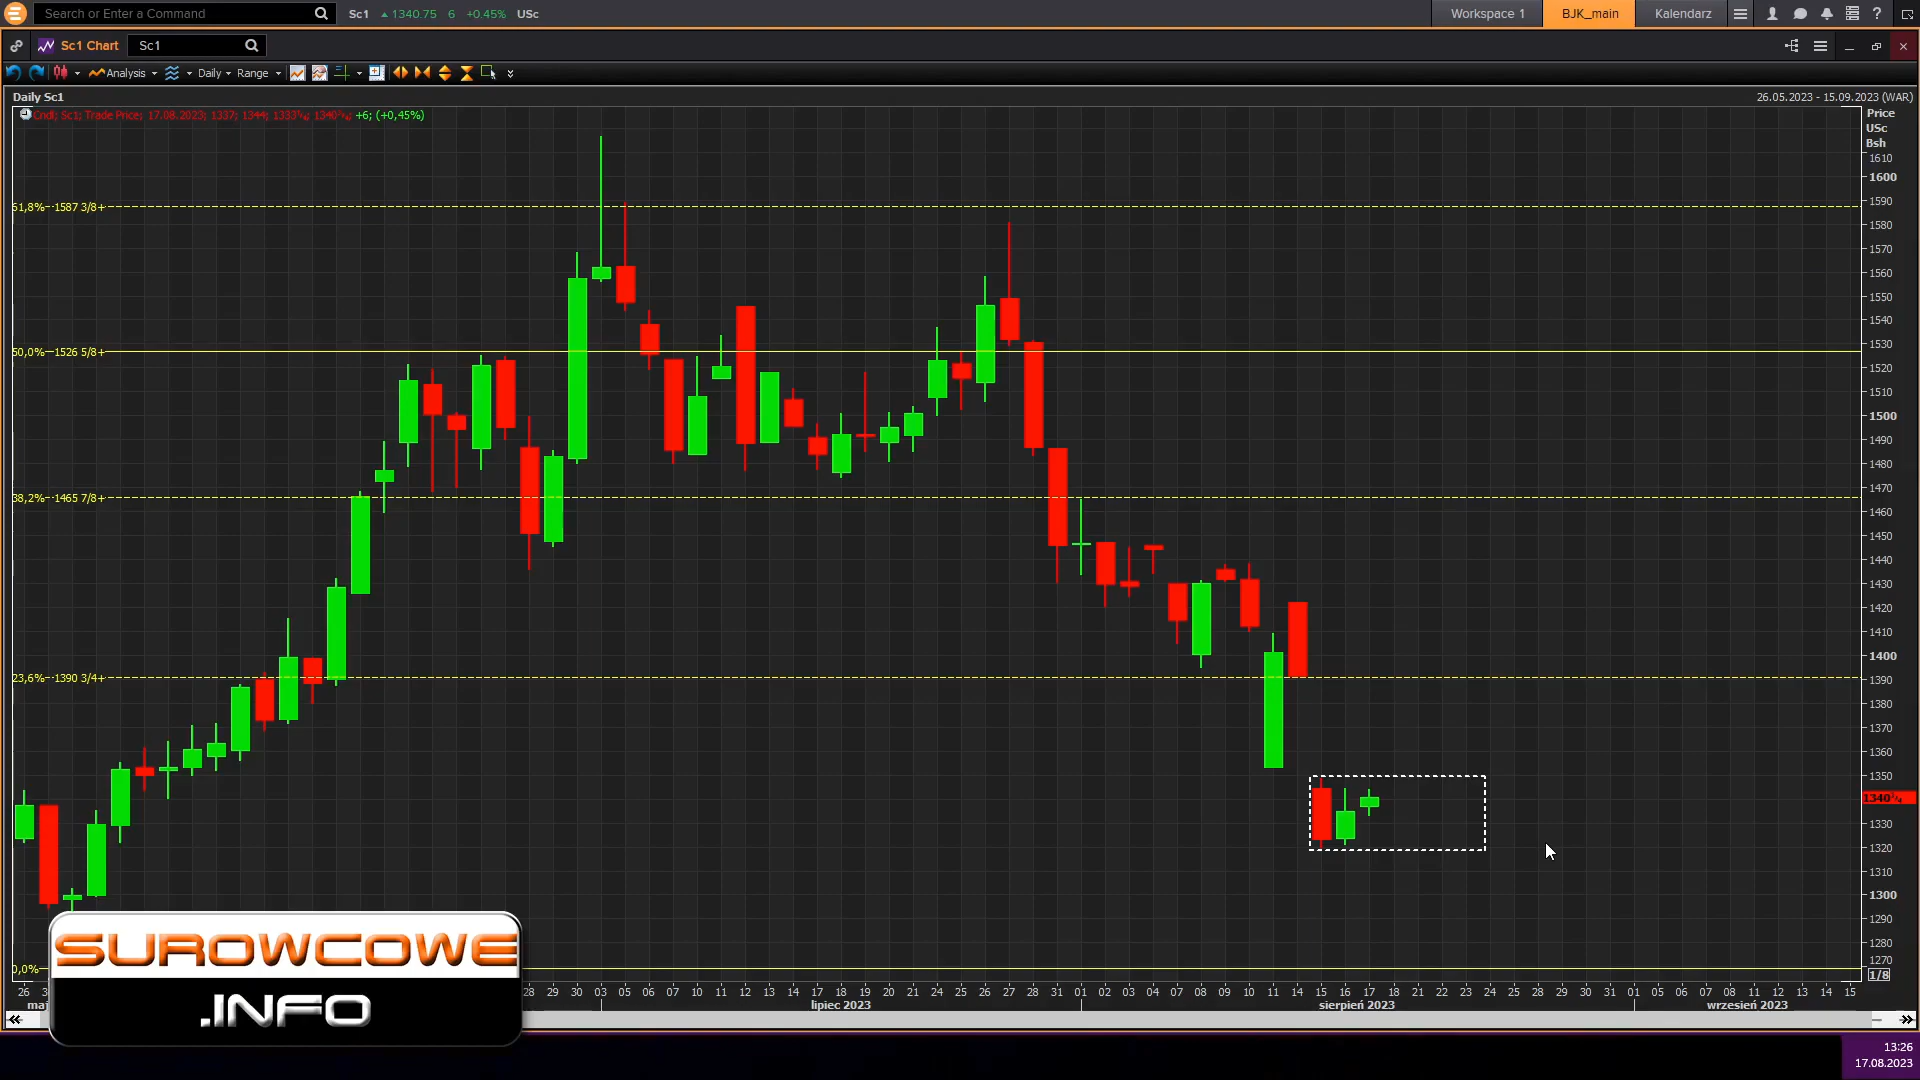 Search or Enter a Command
Sc1 1340.75 6 +0.45% USc
Workspace 1 BJK_main Kalendarz
Sc1 Chart Sc1
Analysis Daily Range
Daily Sc1 26.05.2023 - 15.09.2023 (WAR)
Cndl; Sc1; Trade Price; 17.08.2023; 1337; 1344; +6; (+0,45%)
Price
USc
Bsh
1610
1600
1590
1580
1570
1560
1550
1540
1530
1520
1510
1500
1490
1480
1470
1460
1450
1440
1430
1420
1410
1400
1390
1380
1370
1360
1350
1340
1330
1320
1310
1300
1290
1280
1270
1/8
61,8% 1587 3/8+
50,0% 1526 5/8+
38,2% 1465 7/8+
23,6% 1390 3/4+
0,0%
SUROWCOWE
.INFO
26 28 29 30 03 05 06 07 10 11 12 13 14 17 18 19 20 21 24 25 26 27 28 31 01 02 03 04 07 08 09 10 11 14 15 16 17 18 21 22 23 24 25 28 29 30 31 01 05 06 07 08 11 12 13 14 15
maj lipiec 2023 sierpień 2023 wrzesień 2023
13:26
17.08.2023